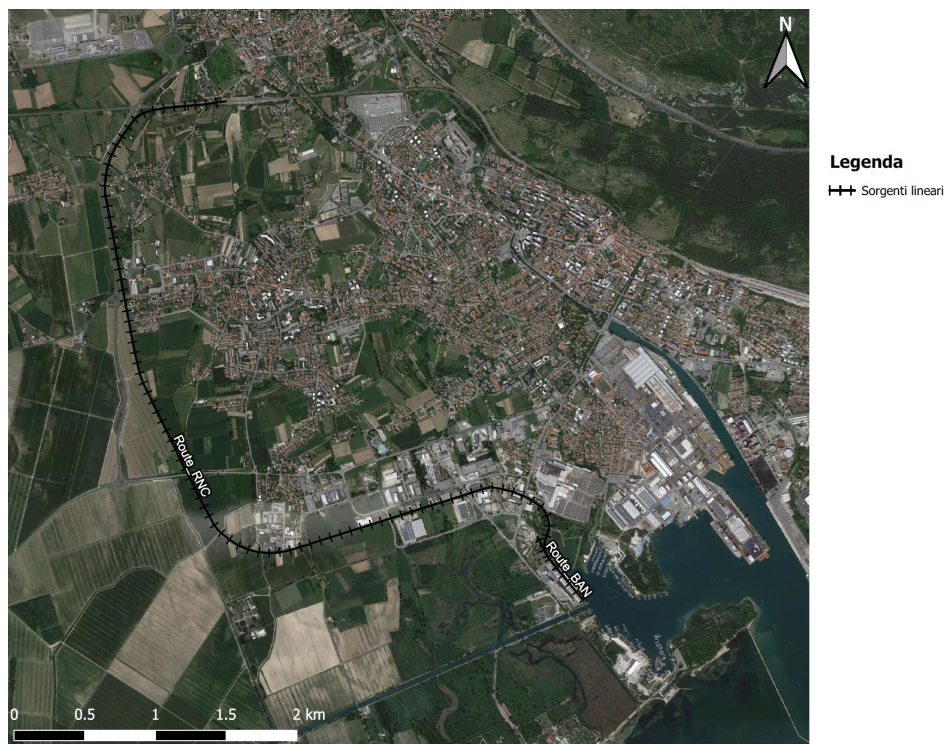 N
Legenda
Sorgenti lineari
Route_RNC
Route_BAN
0 0.5 1 1.5 2 km